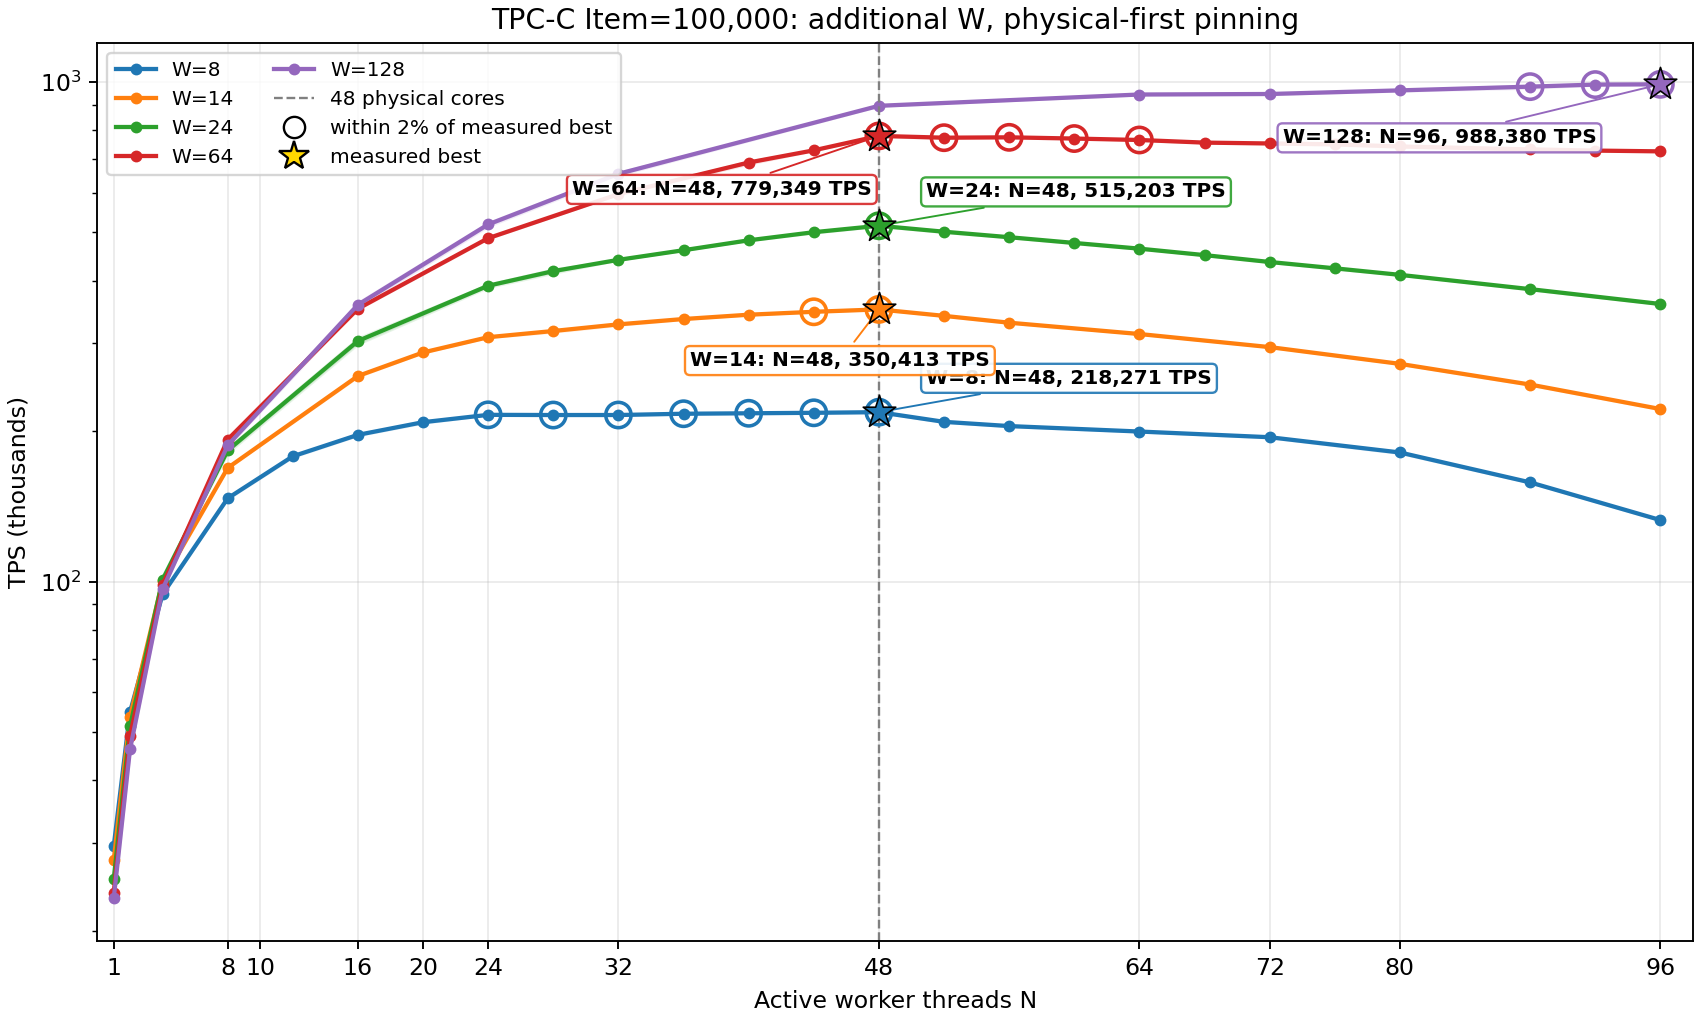 TPC-C Item=100,000: additional W, physical-first pinning
W=8
W=14
W=24
W=64
W=128
48 physical cores
within 2% of measured best
measured best
W=128: N=96, 988,380 TPS
W=64: N=48, 779,349 TPS
W=24: N=48, 515,203 TPS
W=14: N=48, 350,413 TPS
W=8: N=48, 218,271 TPS
TPS (thousands)
10³
10²
1 8 10 16 20 24 32 48 64 72 80 96
Active worker threads N